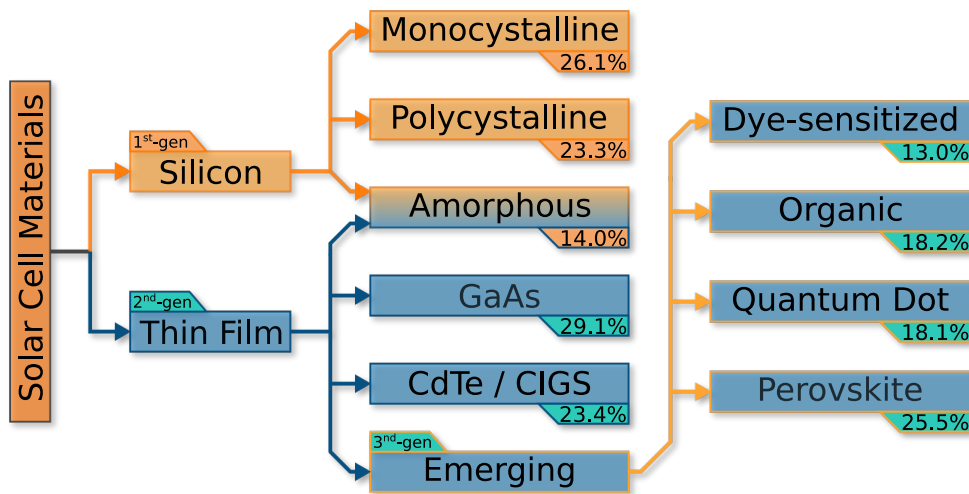 Solar Cell Materials
1st-gen
Silicon
2nd-gen
Thin Film
Monocystalline
26.1%
Polycystalline
23.3%
Amorphous
14.0%
GaAs
29.1%
CdTe / CIGS
23.4%
3rd-gen
Emerging
Dye-sensitized
13.0%
Organic
18.2%
Quantum Dot
18.1%
Perovskite
25.5%